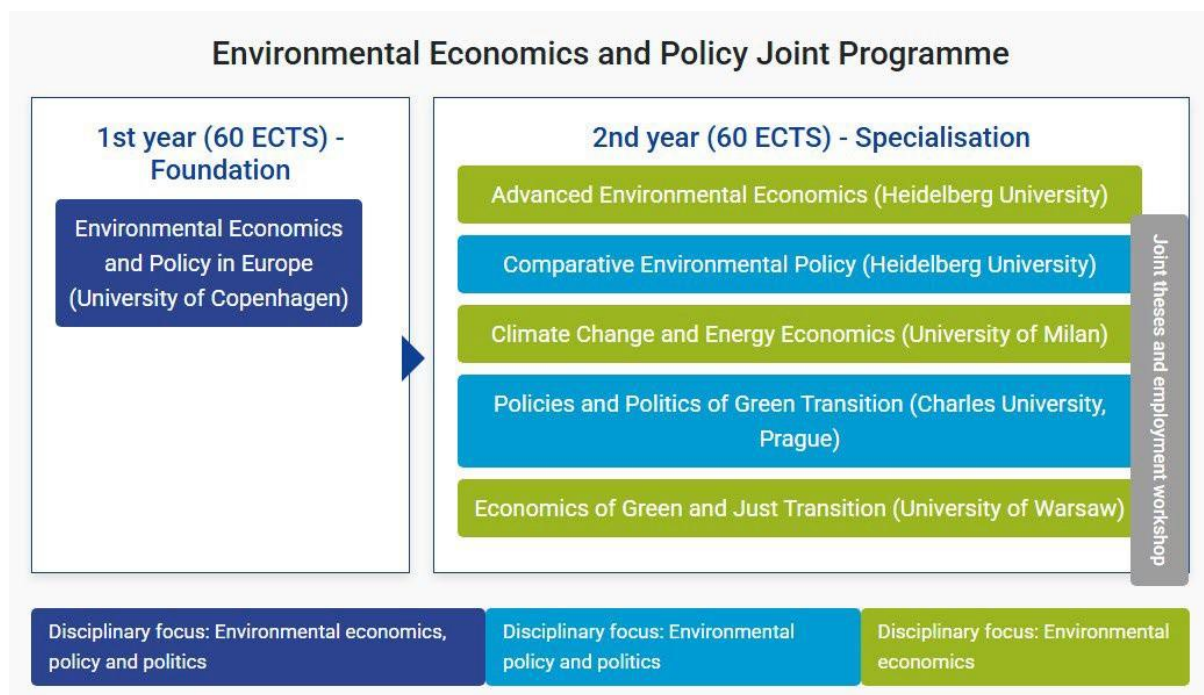 Environmental Economics and Policy Joint Programme
1st year (60 ECTS) -
Foundation
Environmental Economics
and Policy in Europe
(University of Copenhagen)
2nd year (60 ECTS) - Specialisation
Advanced Environmental Economics (Heidelberg University)
Comparative Environmental Policy (Heidelberg University)
Climate Change and Energy Economics (University of Milan)
Policies and Politics of Green Transition (Charles University,
Prague)
Economics of Green and Just Transition (University of Warsaw)
Joint theses and employment workshop
Disciplinary focus: Environmental economics,
policy and politics
Disciplinary focus: Environmental
policy and politics
Disciplinary focus: Environmental
economics